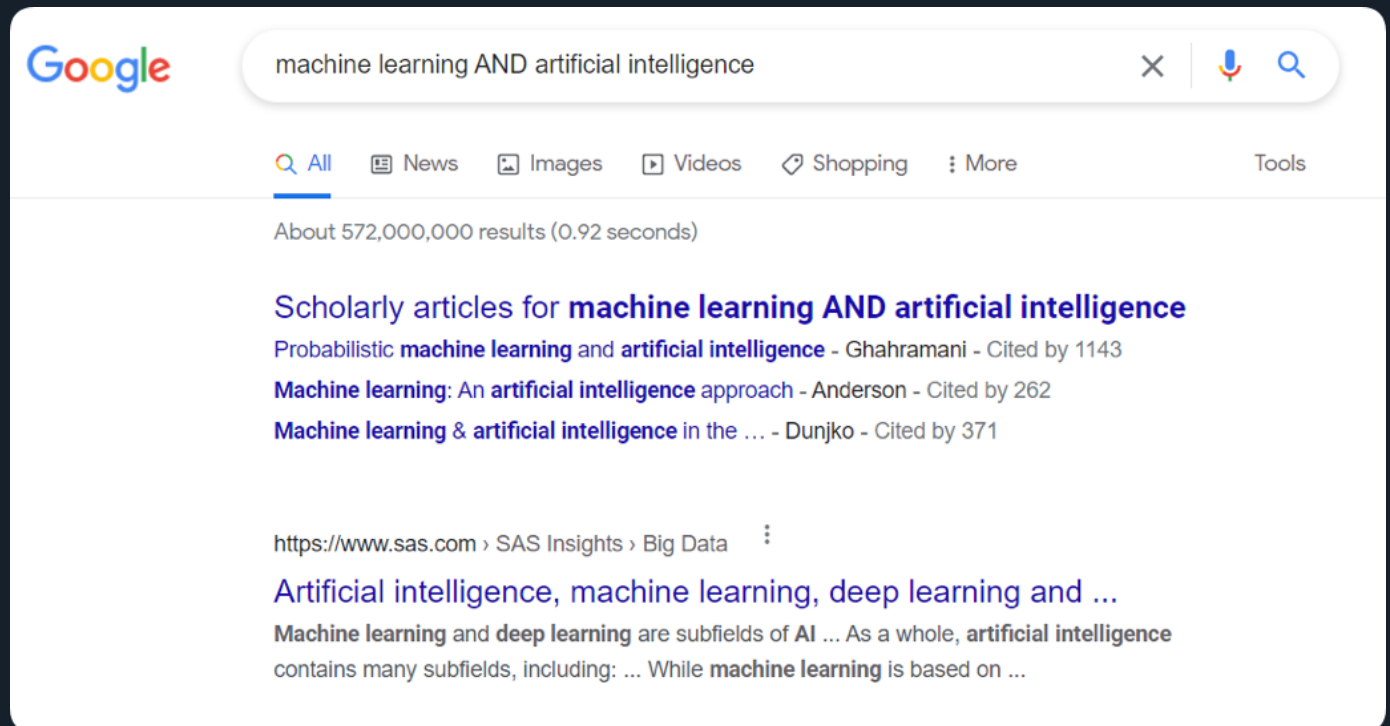 Google
machine learning AND artificial intelligence
All News Images Videos Shopping More Tools
About 572,000,000 results (0.92 seconds)
Scholarly articles for machine learning AND artificial intelligence
Probabilistic machine learning and artificial intelligence - Ghahramani - Cited by 1143
Machine learning: An artificial intelligence approach - Anderson - Cited by 262
Machine learning & artificial intelligence in the … - Dunjko - Cited by 371
https://www.sas.com › SAS Insights › Big Data
Artificial intelligence, machine learning, deep learning and ...
Machine learning and deep learning are subfields of AI ... As a whole, artificial intelligence
contains many subfields, including: ... While machine learning is based on ...